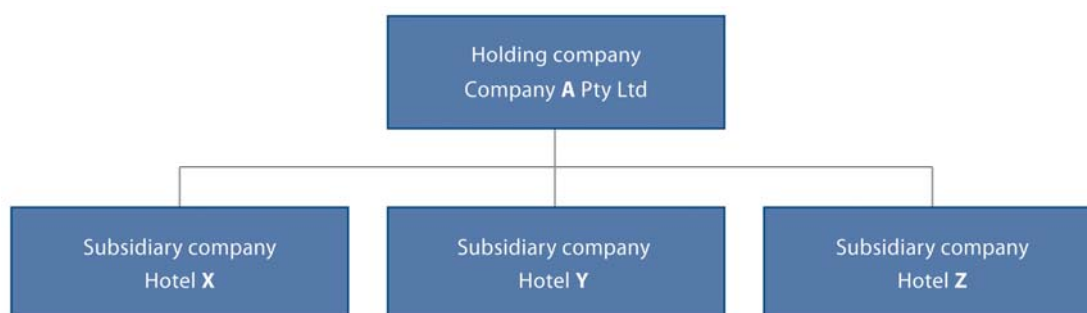 Holding company
Company A Pty Ltd
Subsidiary company
Hotel X
Subsidiary company
Hotel Y
Subsidiary company
Hotel Z